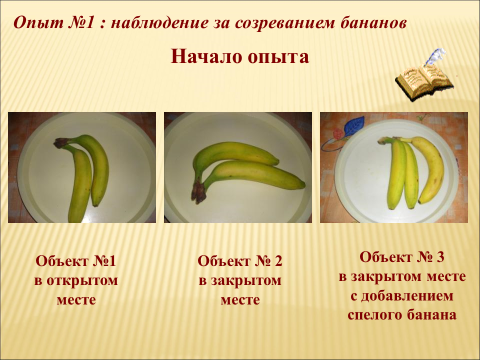 Опыт №1 : наблюдение за созреванием бананов
Начало опыта
Объект №1
в открытом
месте
Объект № 2
в закрытом
месте
Объект № 3
в закрытом месте
с добавлением
спелого банана